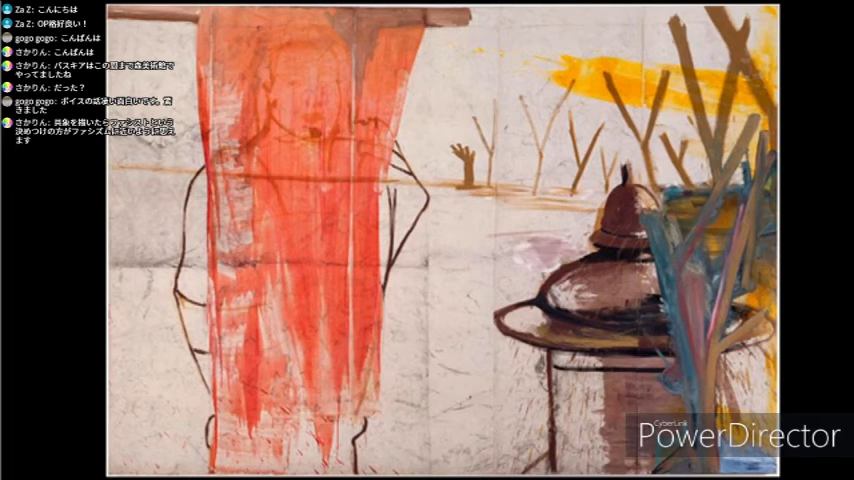 Za Z: こんにちは
Za Z: OP格好良い！
gogo gogo: こんばんは
さかりん: こんばんは
さかりん: バスキアはこの間まで森美術館で
やってましたね
さかりん: だった？
gogo gogo: ボイスの話凄い面白いです。驚
きました
さかりん: 具象を描いたらファシストという
決めつけの方がファシズムに近いように思え
ます
CyberLink
PowerDirector